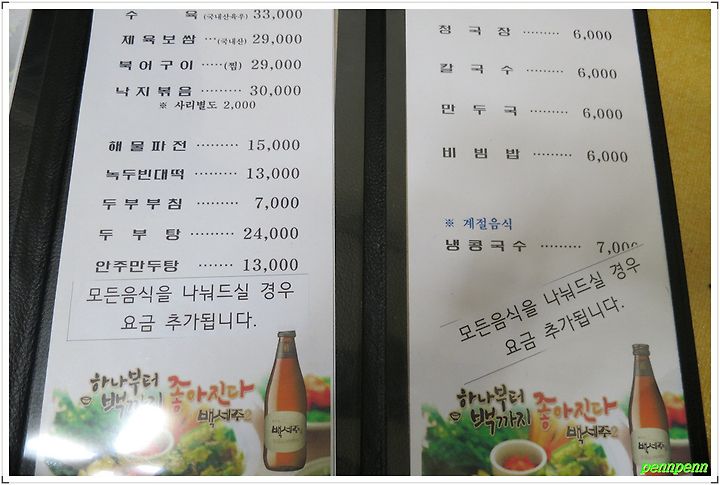 수 육 (국내산육우) 33,000
제육보쌈 ···(국내산) 29,000
북어구이 ·····(찜) 29,000
낙지볶음 ········· 30,000
※ 사리별도 2,000
해물파전 ········· 15,000
녹두빈대떡 ········· 13,000
두부부침 ········· 7,000
두 부 탕 ········· 24,000
안주만두탕 ······· 13,000
모든음식을 나눠드실 경우
요금 추가됩니다.
하나부터
백까지 좋아진다
백세주
백세주
청국장 ········· 6,000
칼국수 ········· 6,000
만두국 ········· 6,000
비빔밥 ········· 6,000
※ 계절음식
냉콩국수 ········· 7,000
모든음식을 나눠드실 경우
요금 추가됩니다.
하나부터
백까지 좋아진다
백세주
백세주
pennpenn